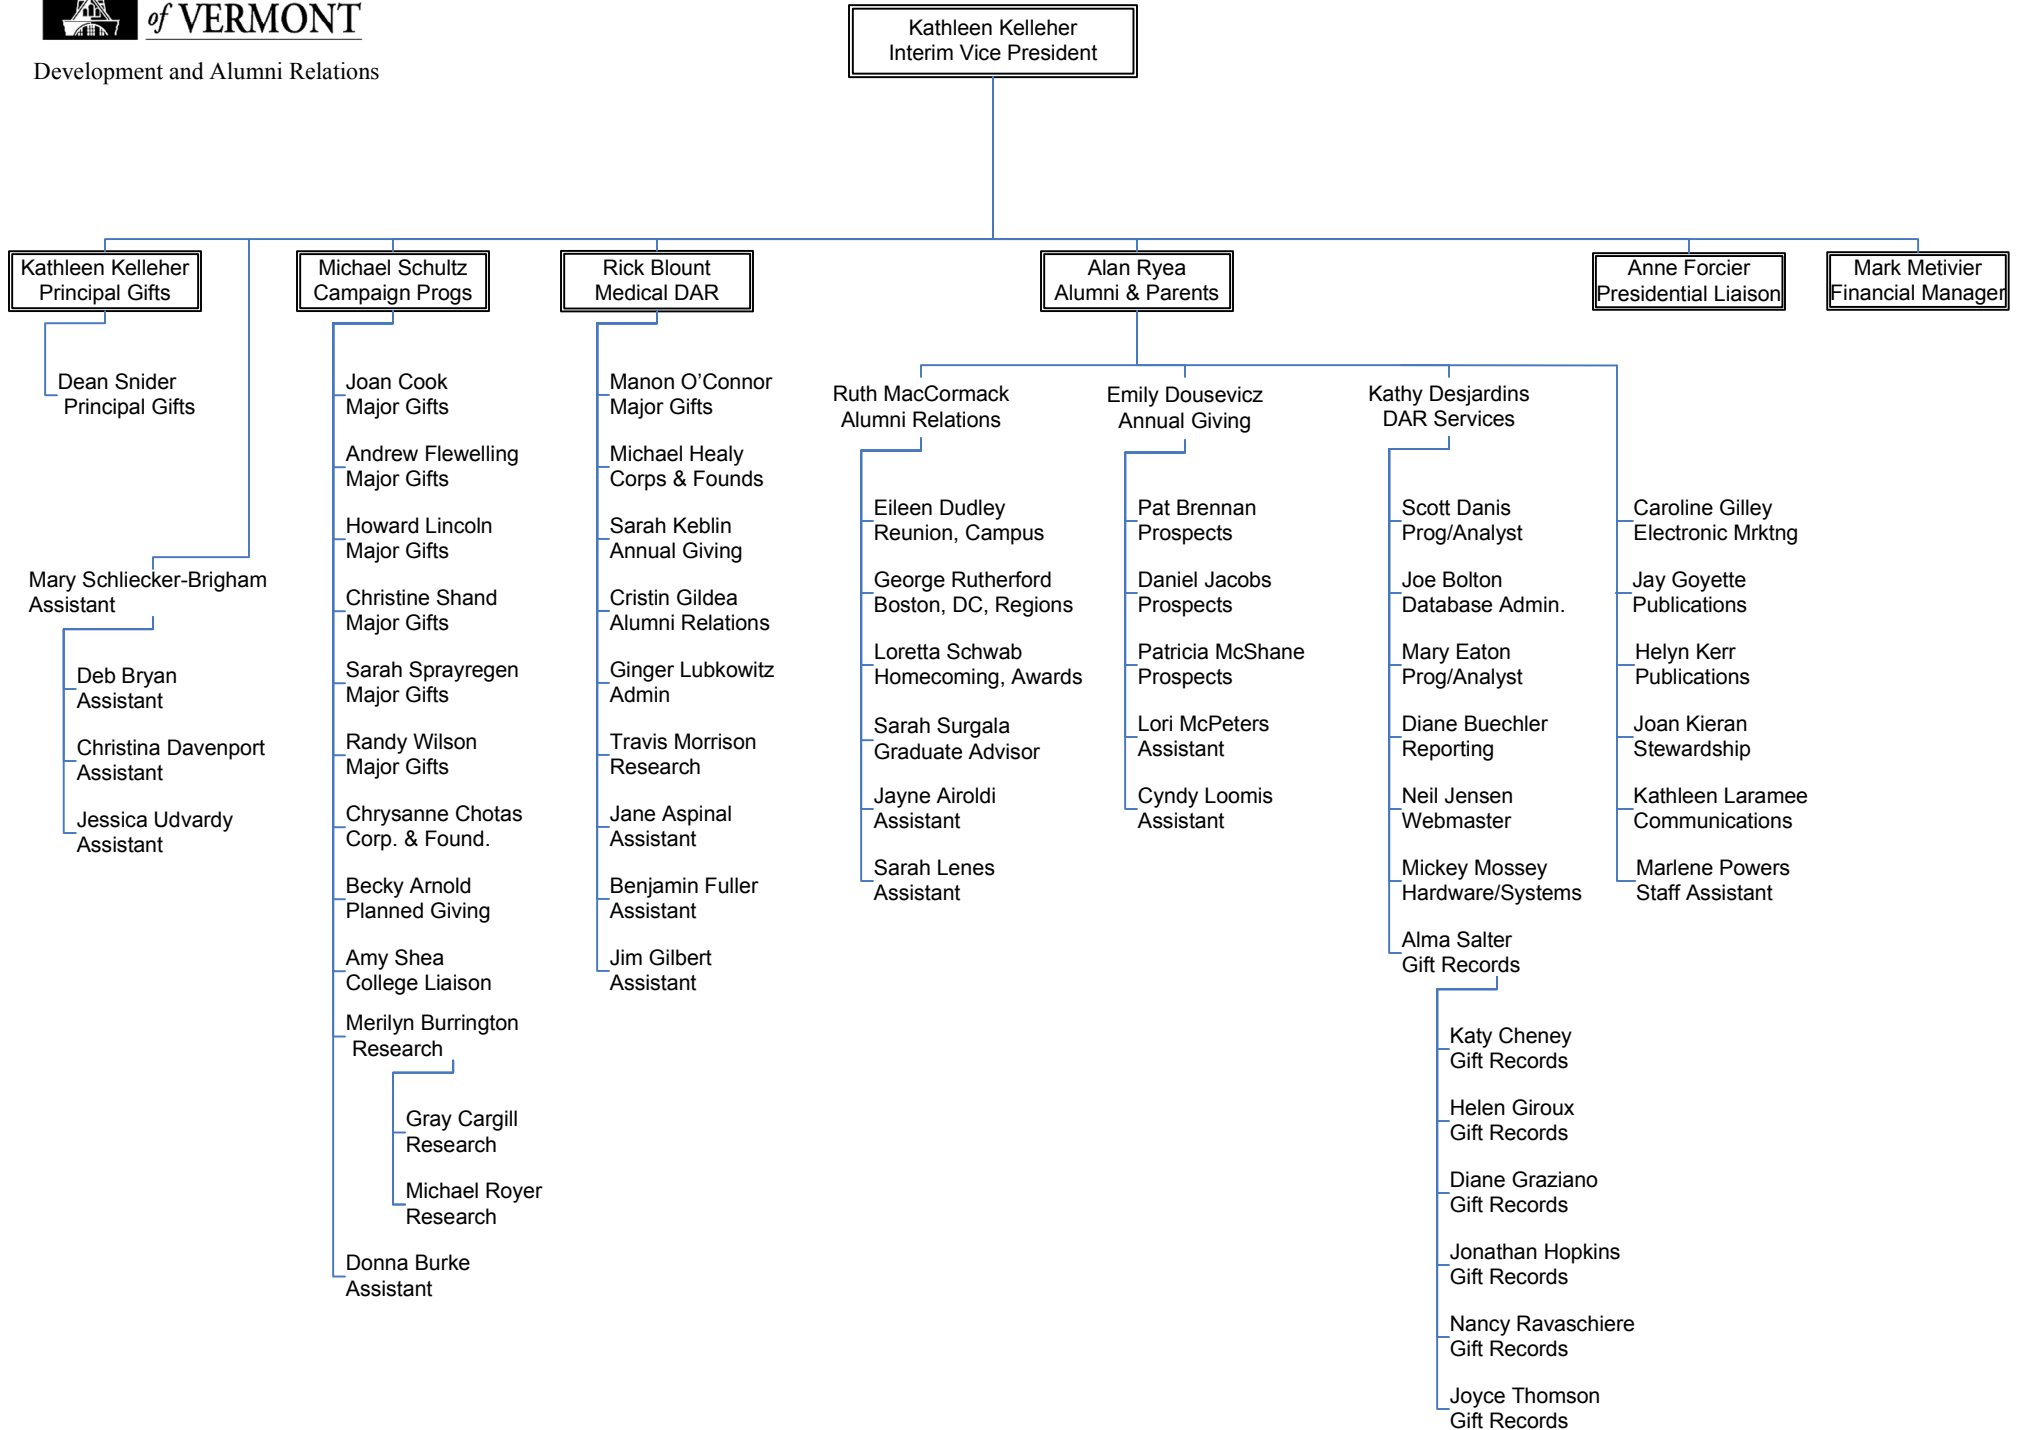 of VERMONT
Development and Alumni Relations
Kathleen Kelleher
Interim Vice President
Kathleen Kelleher
Principal Gifts
Michael Schultz
Campaign Progs
Rick Blount
Medical DAR
Alan Ryea
Alumni & Parents
Anne Forcier
Presidential Liaison
Mark Metivier
Financial Manager
Dean Snider
Principal Gifts
Mary Schliecker-Brigham
Assistant
Deb Bryan
Assistant
Christina Davenport
Assistant
Jessica Udvardy
Assistant
Joan Cook
Major Gifts
Andrew Flewelling
Major Gifts
Howard Lincoln
Major Gifts
Christine Shand
Major Gifts
Sarah Sprayregen
Major Gifts
Randy Wilson
Major Gifts
Chrysanne Chotas
Corp. & Found.
Becky Arnold
Planned Giving
Amy Shea
College Liaison
Merilyn Burrington
Research
Gray Cargill
Research
Michael Royer
Research
Donna Burke
Assistant
Manon O’Connor
Major Gifts
Michael Healy
Corps & Founds
Sarah Keblin
Annual Giving
Cristin Gildea
Alumni Relations
Ginger Lubkowitz
Admin
Travis Morrison
Research
Jane Aspinal
Assistant
Benjamin Fuller
Assistant
Jim Gilbert
Assistant
Ruth MacCormack
Alumni Relations
Eileen Dudley
Reunion, Campus
George Rutherford
Boston, DC, Regions
Loretta Schwab
Homecoming, Awards
Sarah Surgala
Graduate Advisor
Jayne Airoldi
Assistant
Sarah Lenes
Assistant
Emily Dousevicz
Annual Giving
Pat Brennan
Prospects
Daniel Jacobs
Prospects
Patricia McShane
Prospects
Lori McPeters
Assistant
Cyndy Loomis
Assistant
Kathy Desjardins
DAR Services
Scott Danis
Prog/Analyst
Joe Bolton
Database Admin.
Mary Eaton
Prog/Analyst
Diane Buechler
Reporting
Neil Jensen
Webmaster
Mickey Mossey
Hardware/Systems
Alma Salter
Gift Records
Katy Cheney
Gift Records
Helen Giroux
Gift Records
Diane Graziano
Gift Records
Jonathan Hopkins
Gift Records
Nancy Ravaschiere
Gift Records
Joyce Thomson
Gift Records
Caroline Gilley
Electronic Mrktng
Jay Goyette
Publications
Helyn Kerr
Publications
Joan Kieran
Stewardship
Kathleen Laramee
Communications
Marlene Powers
Staff Assistant